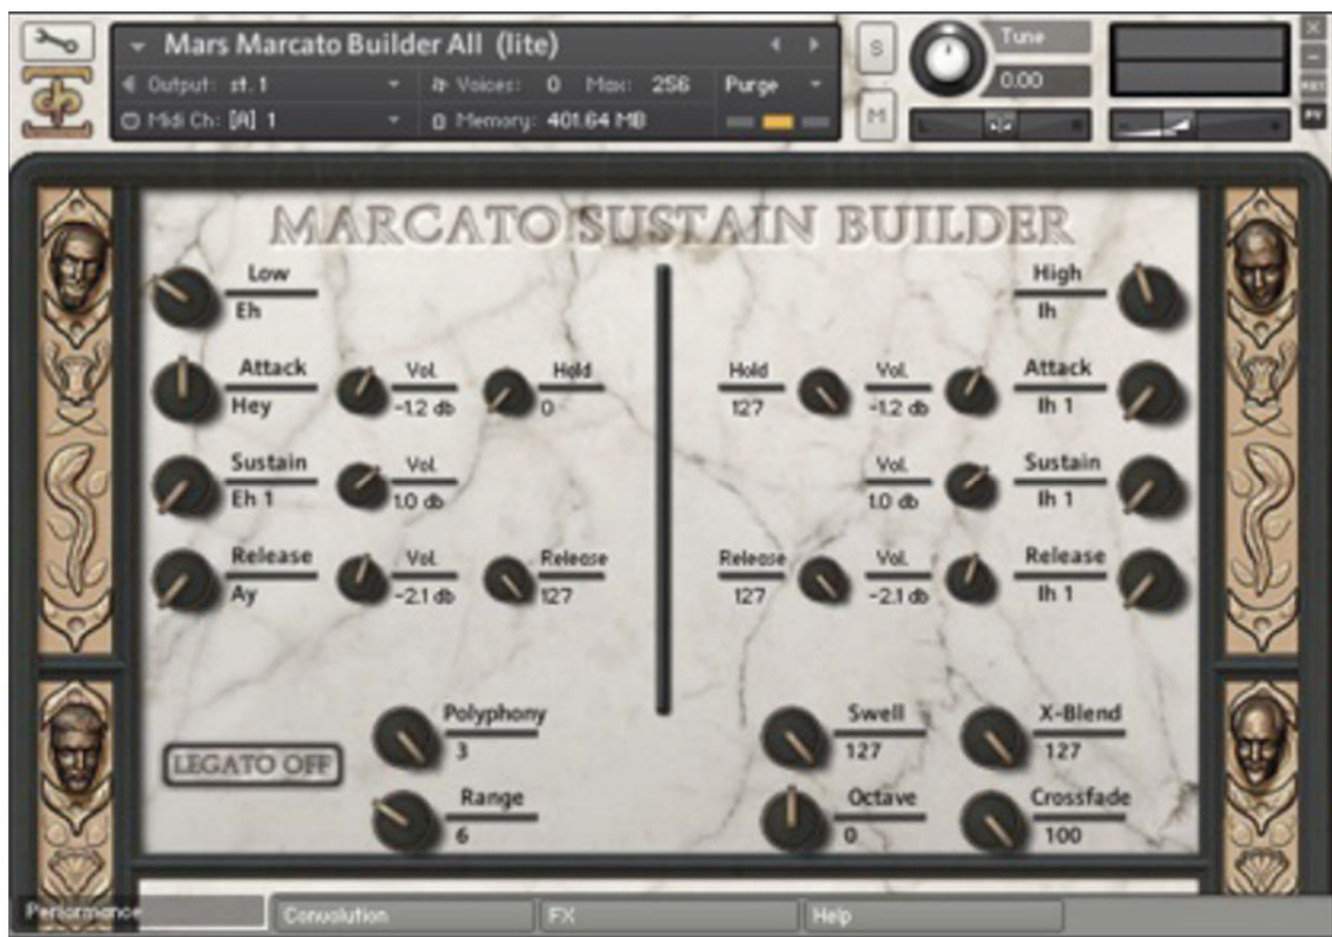 Mars Marcato Builder All (lite)
S
Tune
Output: st. 1
Voices: 0 Max: 256
Purge
0.00
Midi Ch: [A] 1
Memory: 401.64 MB
M
MARCATO SUSTAIN BUILDER
Low
High
Eh
Ih
Attack
Vol.
Hold
Hold
Vol.
Attack
Hey
-1.2 db
0
127
-1.2 db
Ih 1
Sustain
Vol.
Vol.
Sustain
Eh 1
1.0 db
1.0 db
Ih 1
Release
Vol.
Release
Release
Vol.
Release
Ay
-2.1 db
127
127
-2.1 db
Ih 1
Polyphony
Swell
X-Blend
3
127
127
LEGATO OFF
Range
Octave
Crossfade
6
0
100
Performance
Convolution
FX
Help